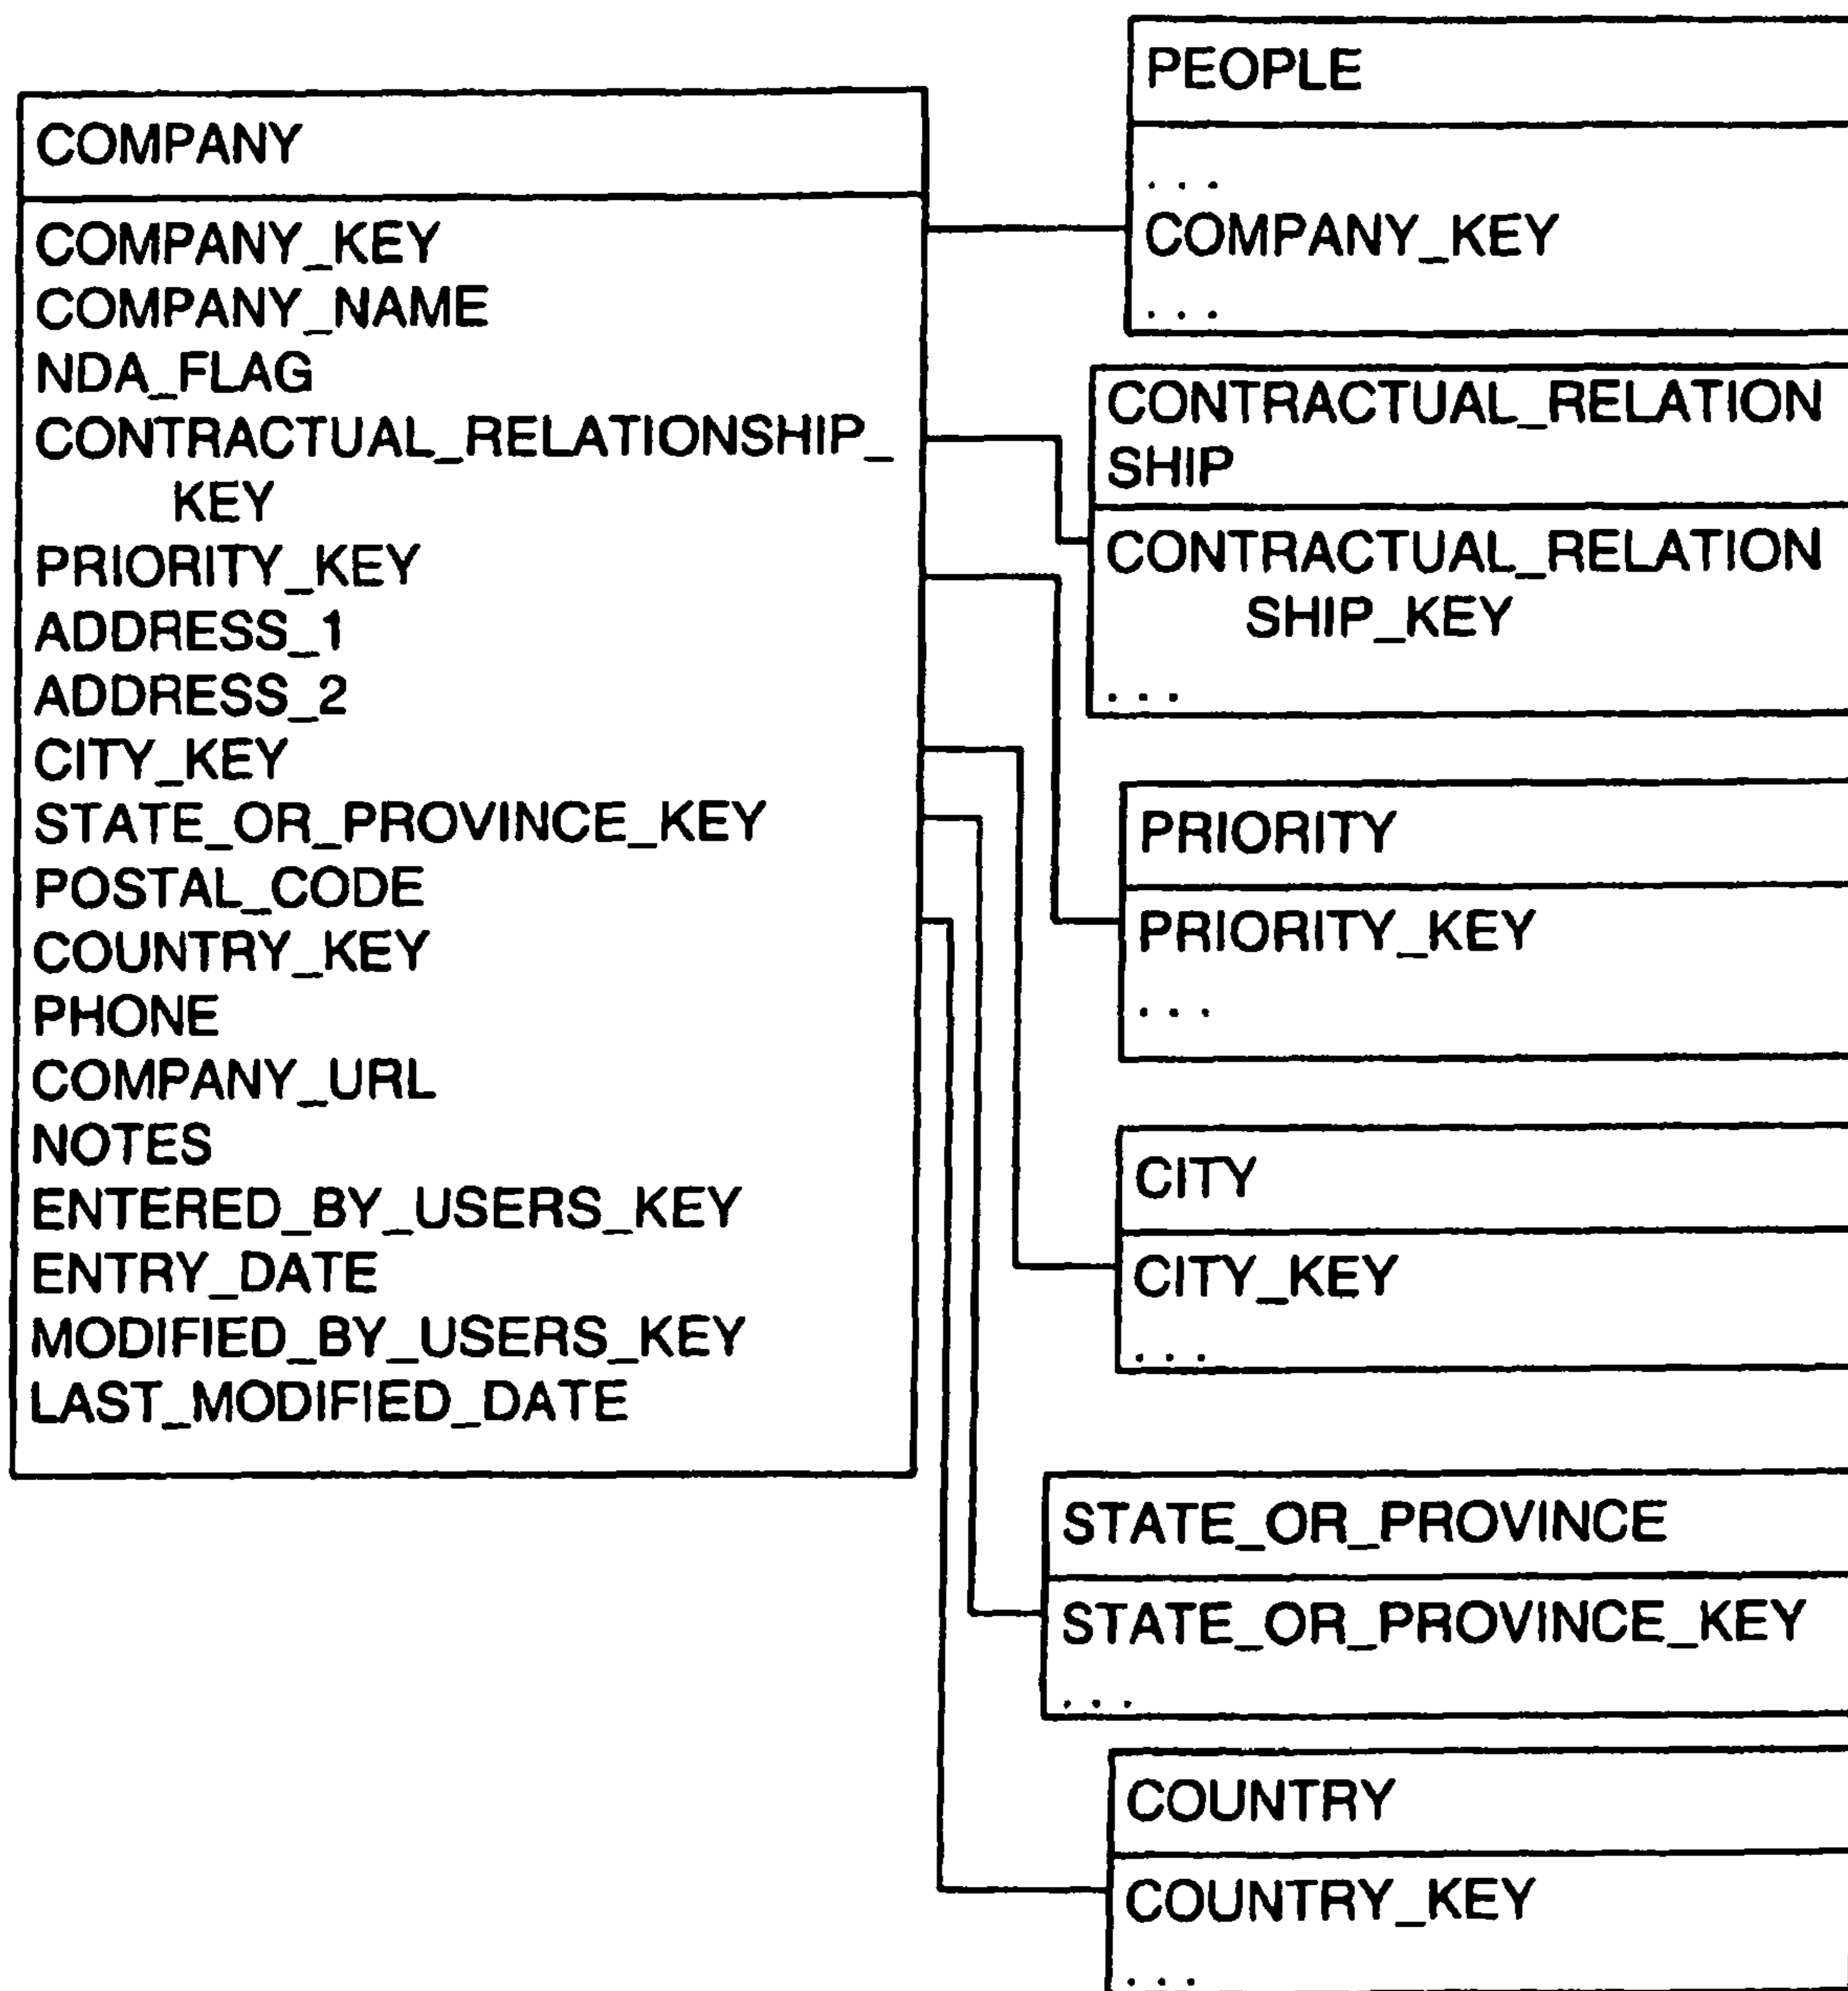 COMPANY
COMPANY_KEY
COMPANY_NAME
NDA_FLAG
CONTRACTUAL_RELATIONSHIP_
KEY
PRIORITY_KEY
ADDRESS_1
ADDRESS_2
CITY_KEY
STATE_OR_PROVINCE_KEY
POSTAL_CODE
COUNTRY_KEY
PHONE
COMPANY_URL
NOTES
ENTERED_BY_USERS_KEY
ENTRY_DATE
MODIFIED_BY_USERS_KEY
LAST_MODIFIED_DATE
PEOPLE
. . .
COMPANY_KEY
. . .
CONTRACTUAL_RELATION
SHIP
CONTRACTUAL_RELATION
SHIP_KEY
. . .
PRIORITY
PRIORITY_KEY
. . .
CITY
CITY_KEY
. . .
STATE_OR_PROVINCE
STATE_OR_PROVINCE_KEY
. . .
COUNTRY
COUNTRY_KEY
. . .